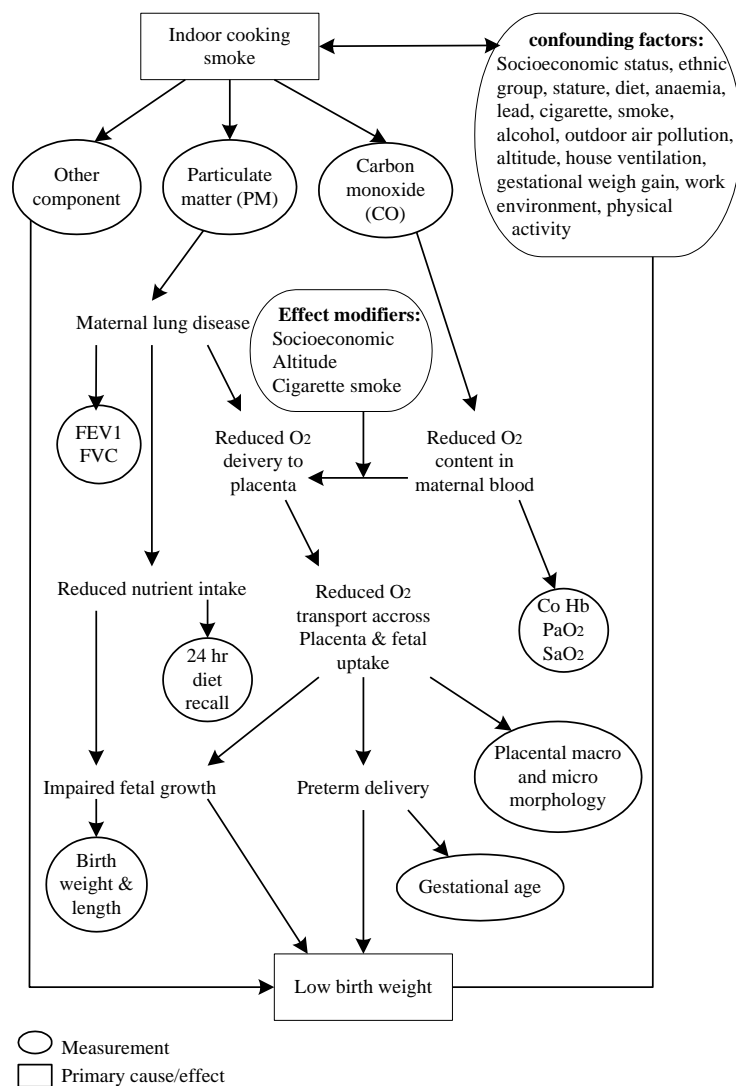 Indoor cooking
smoke
confounding factors:
Socioeconomic status, ethnic
group, stature, diet, anaemia,
lead, cigarette, smoke,
alcohol, outdoor air pollution,
altitude, house ventilation,
gestational weigh gain, work
environment, physical
activity
Other
component
Particulate
matter (PM)
Carbon
monoxide
(CO)
Maternal lung disease
Effect modifiers:
Socioeconomic
Altitude
Cigarette smoke
FEV1
FVC
Reduced O2
deivery to
placenta
Reduced O2
content in
maternal blood
Reduced nutrient intake
Reduced O2
transport accross
Placenta & fetal
uptake
Co Hb
PaO2
SaO2
24 hr
diet
recall
Placental macro
and micro
morphology
Impaired fetal growth
Preterm delivery
Birth
weight &
length
Gestational age
Low birth weight
Measurement
Primary cause/effect